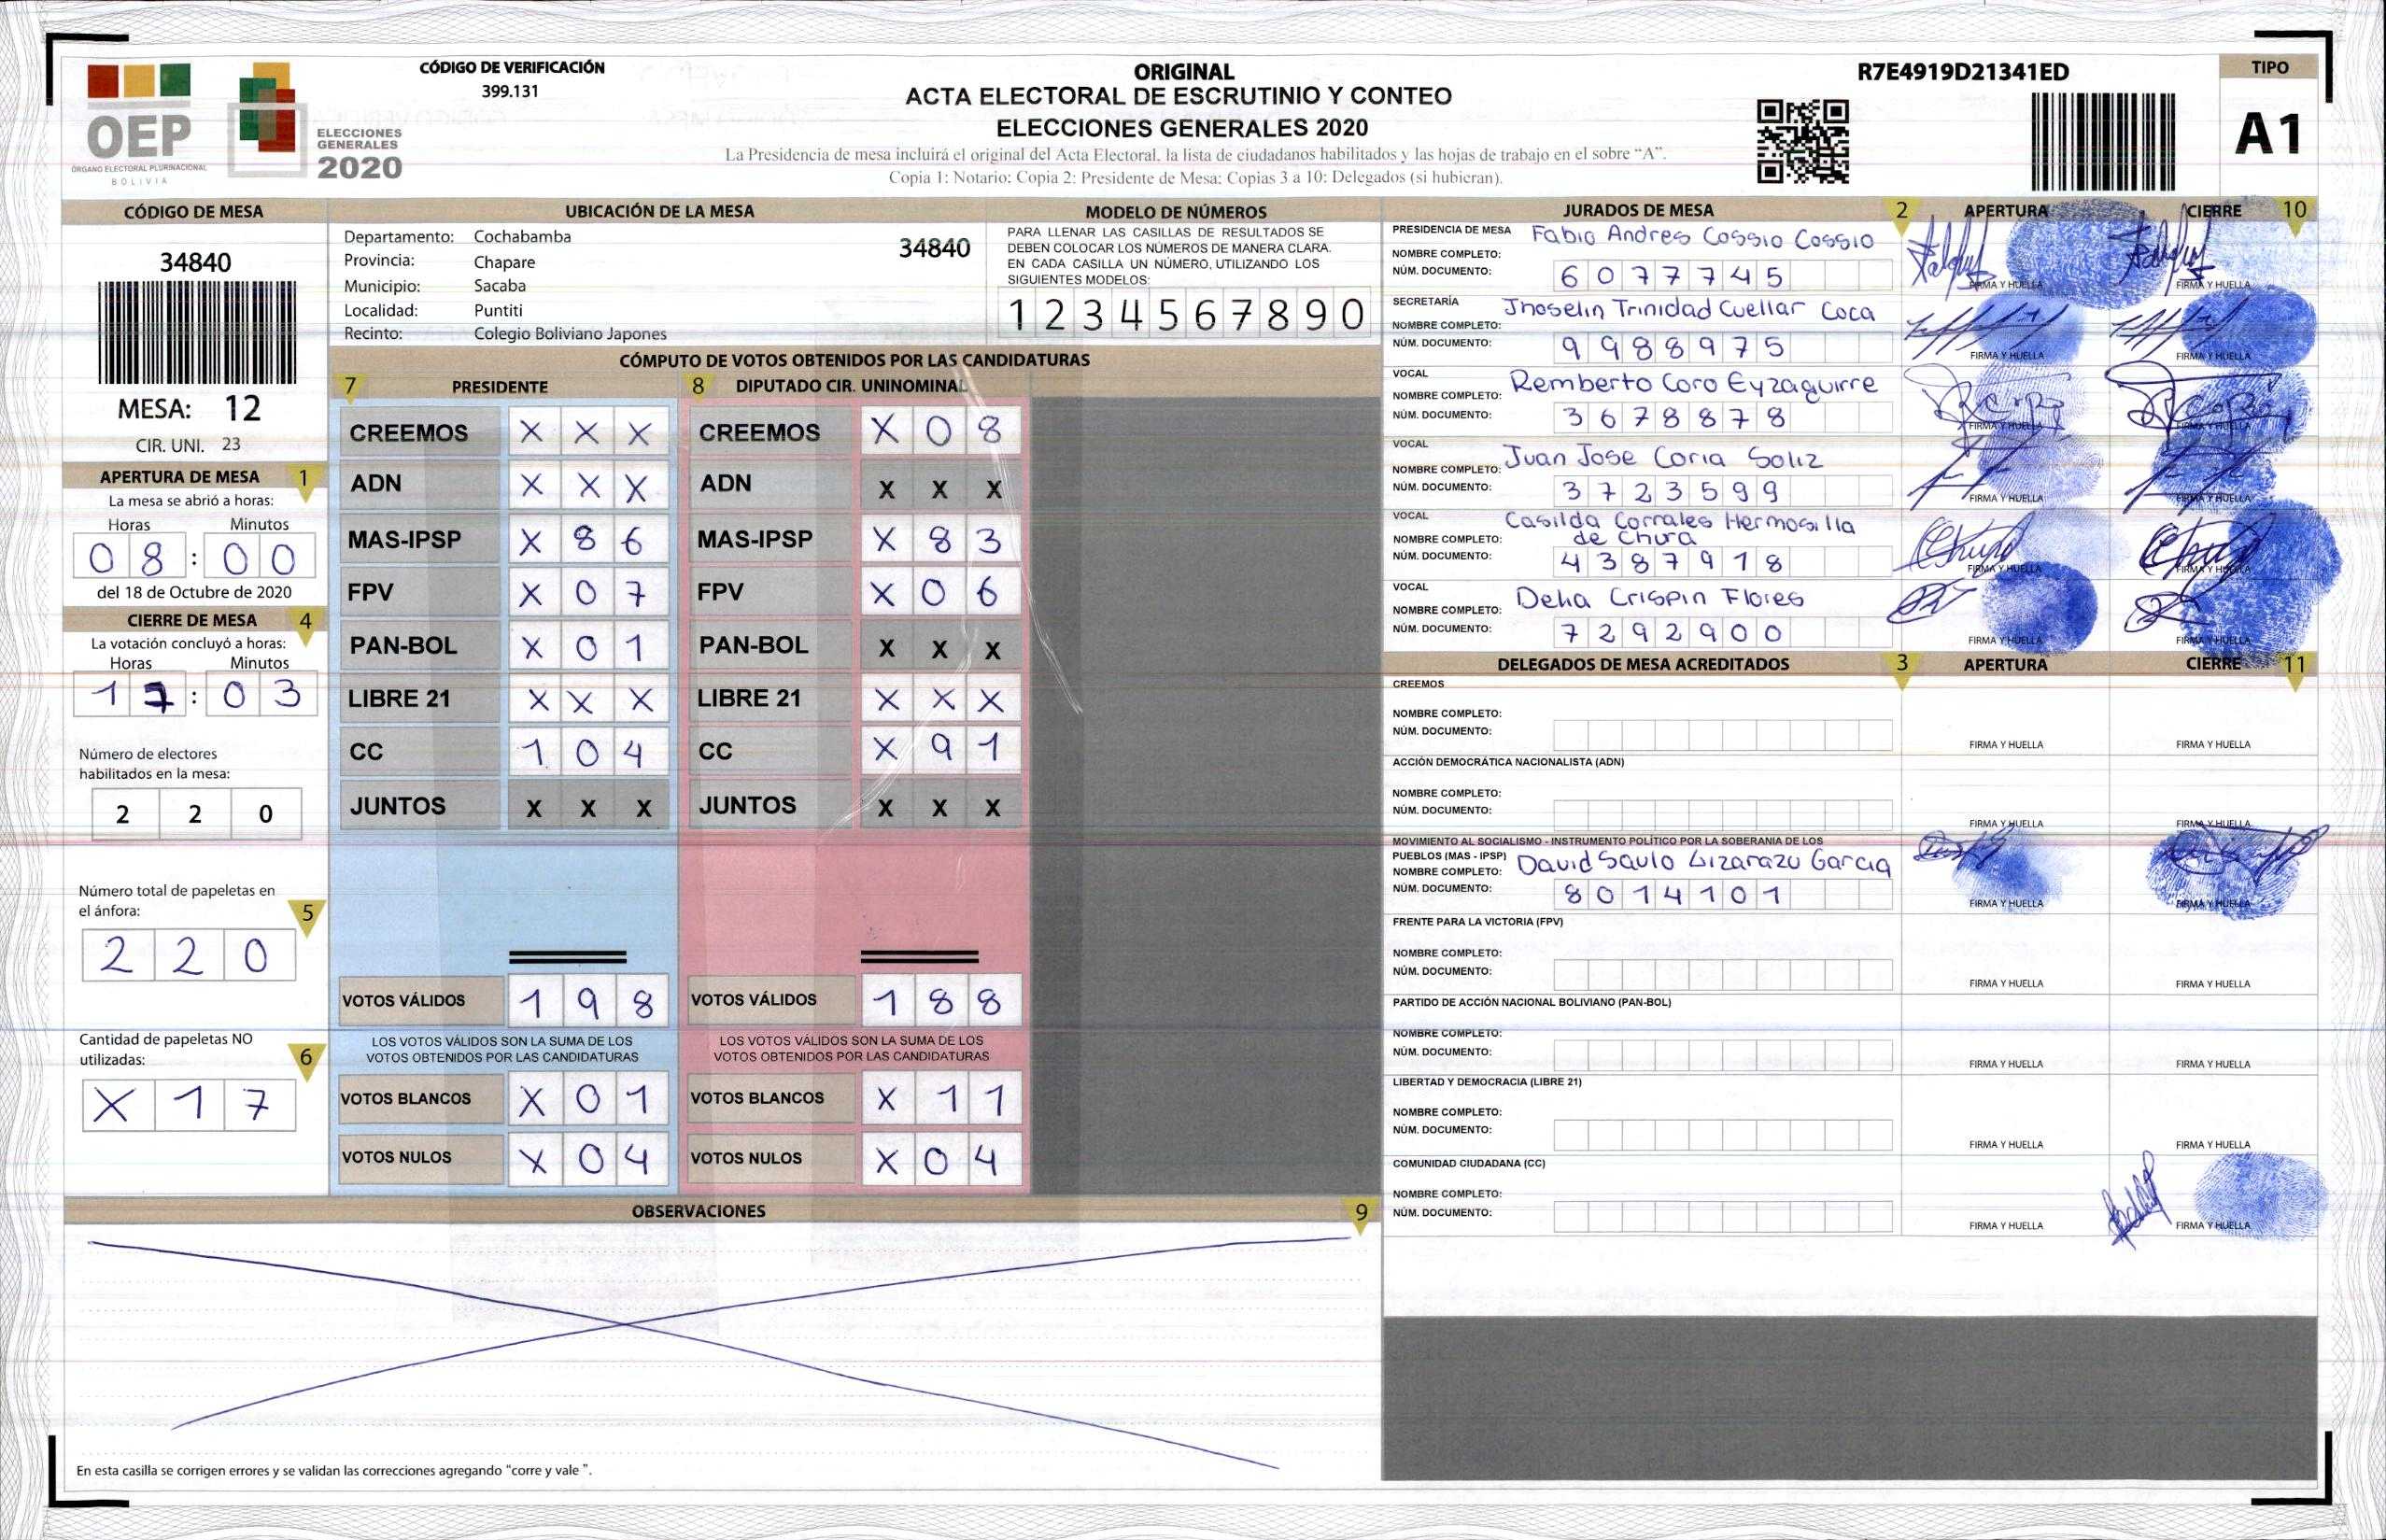 CÓDIGO DE VERIFICACIÓN
399.131
OEP
ÓRGANO ELECTORAL PLURINACIONAL
BOLIVIA
ELECCIONES
GENERALES
2020
ORIGINAL
ACTA ELECTORAL DE ESCRUTINIO Y CONTEO
ELECCIONES GENERALES 2020
La Presidencia de mesa incluirá el original del Acta Electoral, la lista de ciudadanos habilitados y las hojas de trabajo en el sobre “A”.
Copia 1: Notario; Copia 2: Presidente de Mesa; Copias 3 a 10: Delegados (si hubieran).
R7E4919D21341ED
TIPO
A1
CÓDIGO DE MESA
34840
MESA: 12
CIR. UNI. 23
APERTURA DE MESA 1
La mesa se abrió a horas:
Horas Minutos
08:00
del 18 de Octubre de 2020
CIERRE DE MESA 4
La votación concluyó a horas:
Horas Minutos
17:03
Número de electores
habilitados en la mesa:
2 2 0
Número total de papeletas en
el ánfora:
5
2 2 0
Cantidad de papeletas NO
utilizadas:
6
X 1 7
UBICACIÓN DE LA MESA
Departamento: Cochabamba
34840
Provincia: Chapare
Municipio: Sacaba
Localidad: Puntiti
Recinto: Colegio Boliviano Japones
MODELO DE NÚMEROS
PARA LLENAR LAS CASILLAS DE RESULTADOS SE
DEBEN COLOCAR LOS NÚMEROS DE MANERA CLARA.
EN CADA CASILLA UN NÚMERO, UTILIZANDO LOS
SIGUIENTES MODELOS:
1 2 3 4 5 6 7 8 9 0
CÓMPUTO DE VOTOS OBTENIDOS POR LAS CANDIDATURAS
7 PRESIDENTE 8 DIPUTADO CIR. UNINOMINAL
CREEMOS X X X CREEMOS X 0 8
ADN X X X ADN X X X
MAS-IPSP X 8 6 MAS-IPSP X 8 3
FPV X 0 7 FPV X 0 6
PAN-BOL X 0 1 PAN-BOL X X X
LIBRE 21 X X X LIBRE 21 X X X
CC 1 0 4 CC X 9 1
JUNTOS X X X JUNTOS X X X
VOTOS VÁLIDOS 1 9 8 VOTOS VÁLIDOS 1 8 8
LOS VOTOS VÁLIDOS SON LA SUMA DE LOS LOS VOTOS VÁLIDOS SON LA SUMA DE LOS
VOTOS OBTENIDOS POR LAS CANDIDATURAS VOTOS OBTENIDOS POR LAS CANDIDATURAS
VOTOS BLANCOS X 0 1 VOTOS BLANCOS X 1 1
VOTOS NULOS X 0 4 VOTOS NULOS X 0 4
OBSERVACIONES 9
En esta casilla se corrigen errores y se validan las correcciones agregando “corre y vale ”.
JURADOS DE MESA 2 APERTURA CIERRE 10
PRESIDENCIA DE MESA Fabio Andres Cossio Cossio
NOMBRE COMPLETO:
NÚM. DOCUMENTO: 6077745
FIRMA Y HUELLA FIRMA Y HUELLA
SECRETARÍA Jhoselin Trinidad Cuellar Coca
NOMBRE COMPLETO:
NÚM. DOCUMENTO: 9988975
FIRMA Y HUELLA FIRMA Y HUELLA
VOCAL Remberto Coro Eyzaguirre
NOMBRE COMPLETO:
NÚM. DOCUMENTO: 3678878
FIRMA Y HUELLA FIRMA Y HUELLA
VOCAL
NOMBRE COMPLETO: Juan Jose Coria Soliz
NÚM. DOCUMENTO: 3723599
FIRMA Y HUELLA FIRMA Y HUELLA
VOCAL Casilda Corrales Hermosilla
NOMBRE COMPLETO: de Chura
NÚM. DOCUMENTO: 4387918
FIRMA Y HUELLA FIRMA Y HUELLA
VOCAL
NOMBRE COMPLETO: Delia Crispin Flores
NÚM. DOCUMENTO: 7292900
FIRMA Y HUELLA FIRMA Y HUELLA
DELEGADOS DE MESA ACREDITADOS 3 APERTURA CIERRE 11
CREEMOS
NOMBRE COMPLETO:
NÚM. DOCUMENTO:
FIRMA Y HUELLA FIRMA Y HUELLA
ACCIÓN DEMOCRÁTICA NACIONALISTA (ADN)
NOMBRE COMPLETO:
NÚM. DOCUMENTO:
FIRMA Y HUELLA FIRMA Y HUELLA
MOVIMIENTO AL SOCIALISMO - INSTRUMENTO POLÍTICO POR LA SOBERANIA DE LOS
PUEBLOS (MAS - IPSP)
NOMBRE COMPLETO: David Saulo Lizarazu Garcia
NÚM. DOCUMENTO: 8014101
FIRMA Y HUELLA FIRMA Y HUELLA
FRENTE PARA LA VICTORIA (FPV)
NOMBRE COMPLETO:
NÚM. DOCUMENTO:
FIRMA Y HUELLA FIRMA Y HUELLA
PARTIDO DE ACCIÓN NACIONAL BOLIVIANO (PAN-BOL)
NOMBRE COMPLETO:
NÚM. DOCUMENTO:
FIRMA Y HUELLA FIRMA Y HUELLA
LIBERTAD Y DEMOCRACIA (LIBRE 21)
NOMBRE COMPLETO:
NÚM. DOCUMENTO:
FIRMA Y HUELLA FIRMA Y HUELLA
COMUNIDAD CIUDADANA (CC)
NOMBRE COMPLETO:
NÚM. DOCUMENTO:
FIRMA Y HUELLA FIRMA Y HUELLA